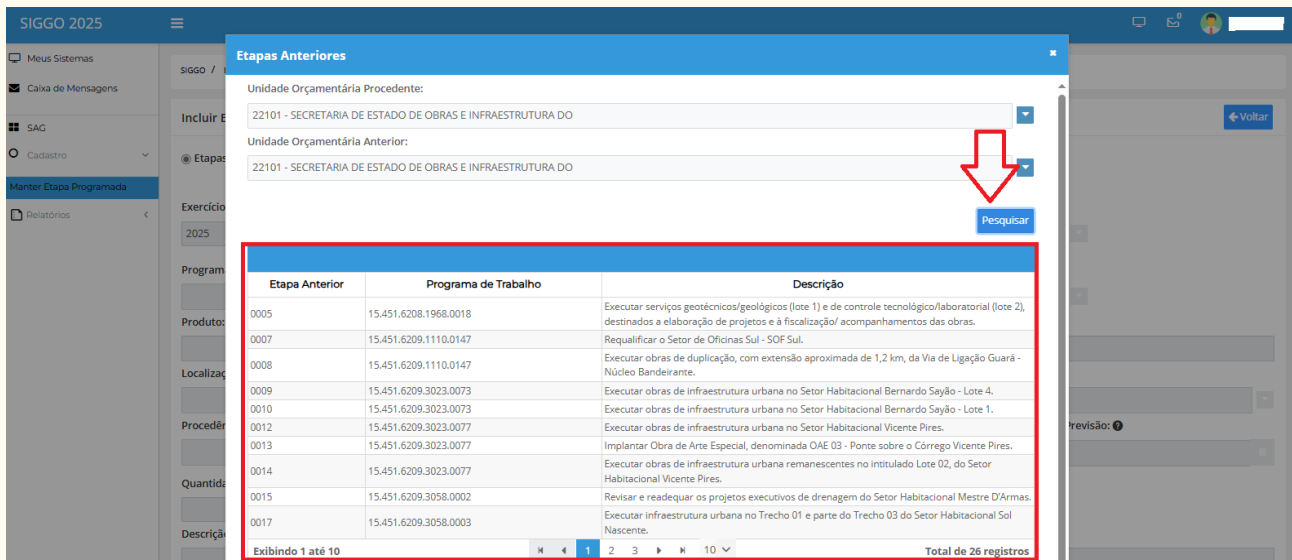 SIGGO 2025
0
Meus Sistemas
Caixa de Mensagens
SAG
Cadastro
Manter Etapa Programada
Relatórios
SIGGO /
Incluir E
Voltar
Etapas
Exercício
2025
Program
Produto:
Localizaç
Procedên
Previsão:
Quantida
Descriçã
Etapas Anteriores
Unidade Orçamentária Procedente:
22101 - SECRETARIA DE ESTADO DE OBRAS E INFRAESTRUTURA DO
Unidade Orçamentária Anterior:
22101 - SECRETARIA DE ESTADO DE OBRAS E INFRAESTRUTURA DO
Pesquisar
Etapa Anterior Programa de Trabalho Descrição
0005 15.451.6208.1968.0018 Executar serviços geotécnicos/geológicos (lote 1) e de controle tecnológico/laboratorial (lote 2),
destinados a elaboração de projetos e à fiscalização/ acompanhamentos das obras.
0007 15.451.6209.1110.0147 Requalificar o Setor de Oficinas Sul - SOF Sul.
0008 15.451.6209.1110.0147 Executar obras de duplicação, com extensão aproximada de 1,2 km, da Via de Ligação Guará -
Núcleo Bandeirante.
0009 15.451.6209.3023.0073 Executar obras de infraestrutura urbana no Setor Habitacional Bernardo Sayão - Lote 4.
0010 15.451.6209.3023.0073 Executar obras de infraestrutura urbana no Setor Habitacional Bernardo Sayão - Lote 1.
0012 15.451.6209.3023.0077 Executar obras de infraestrutura urbana no Setor Habitacional Vicente Pires.
0013 15.451.6209.3023.0077 Implantar Obra de Arte Especial, denominada OAE 03 - Ponte sobre o Córrego Vicente Pires.
0014 15.451.6209.3023.0077 Executar obras de infraestrutura urbana remanescentes no intitulado Lote 02, do Setor
Habitacional Vicente Pires.
0015 15.451.6209.3058.0002 Revisar e readequar os projetos executivos de drenagem do Setor Habitacional Mestre D'Armas.
0017 15.451.6209.3058.0003 Executar infraestrutura urbana no Trecho 01 e parte do Trecho 03 do Setor Habitacional Sol
Nascente.
Exibindo 1 até 10 1 2 3 10 Total de 26 registros